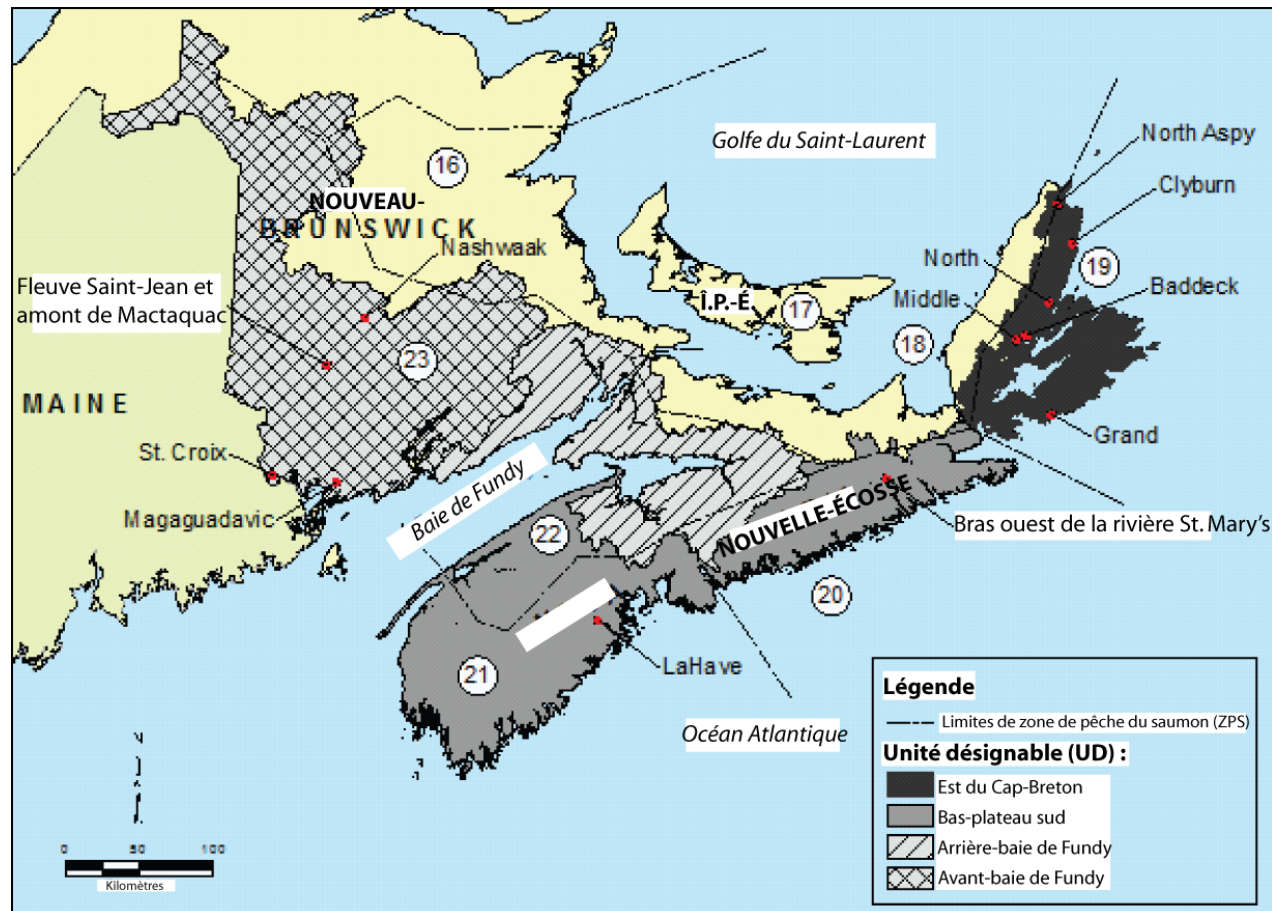 Golfe du Saint-Laurent
North Aspy
Clyburn
16
NOUVEAU-
BRUNSWICK
Nashwaak
North
19
Baddeck
Fleuve Saint-Jean et
amont de Mactaquac
Î.P.-É.
17
Middle
18
23
MAINE
Grand
St. Croix
Magaguadavic
Baie de Fundy
NOUVELLE-ÉCOSSE
Bras ouest de la rivière St. Mary's
22
20
21
LaHave
Océan Atlantique
Légende
Limites de zone de pêche du saumon (ZPS)
Unité désignable (UD) :
Est du Cap-Breton
Bas-plateau sud
Arrière-baie de Fundy
Avant-baie de Fundy
0 50 100
Kilomètres